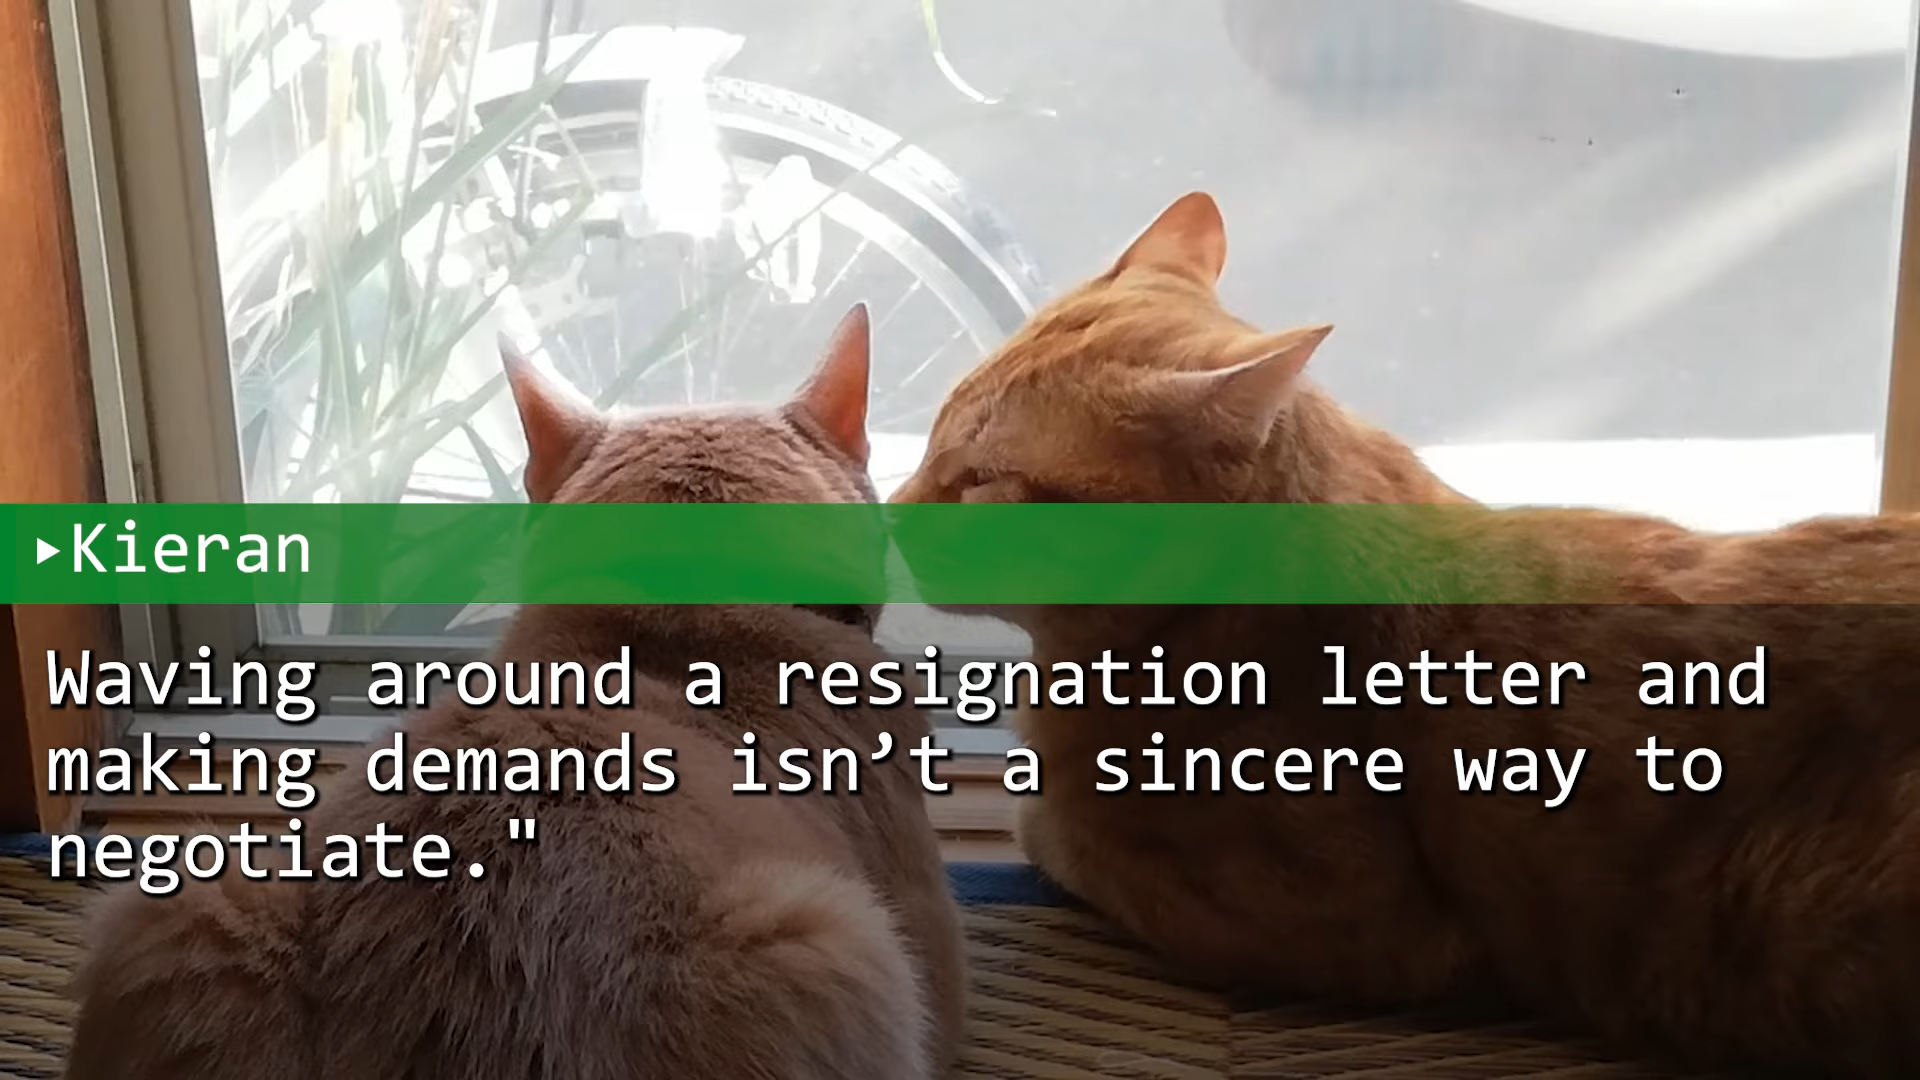 ▶Kieran
Waving around a resignation letter and
making demands isn’t a sincere way to
negotiate."